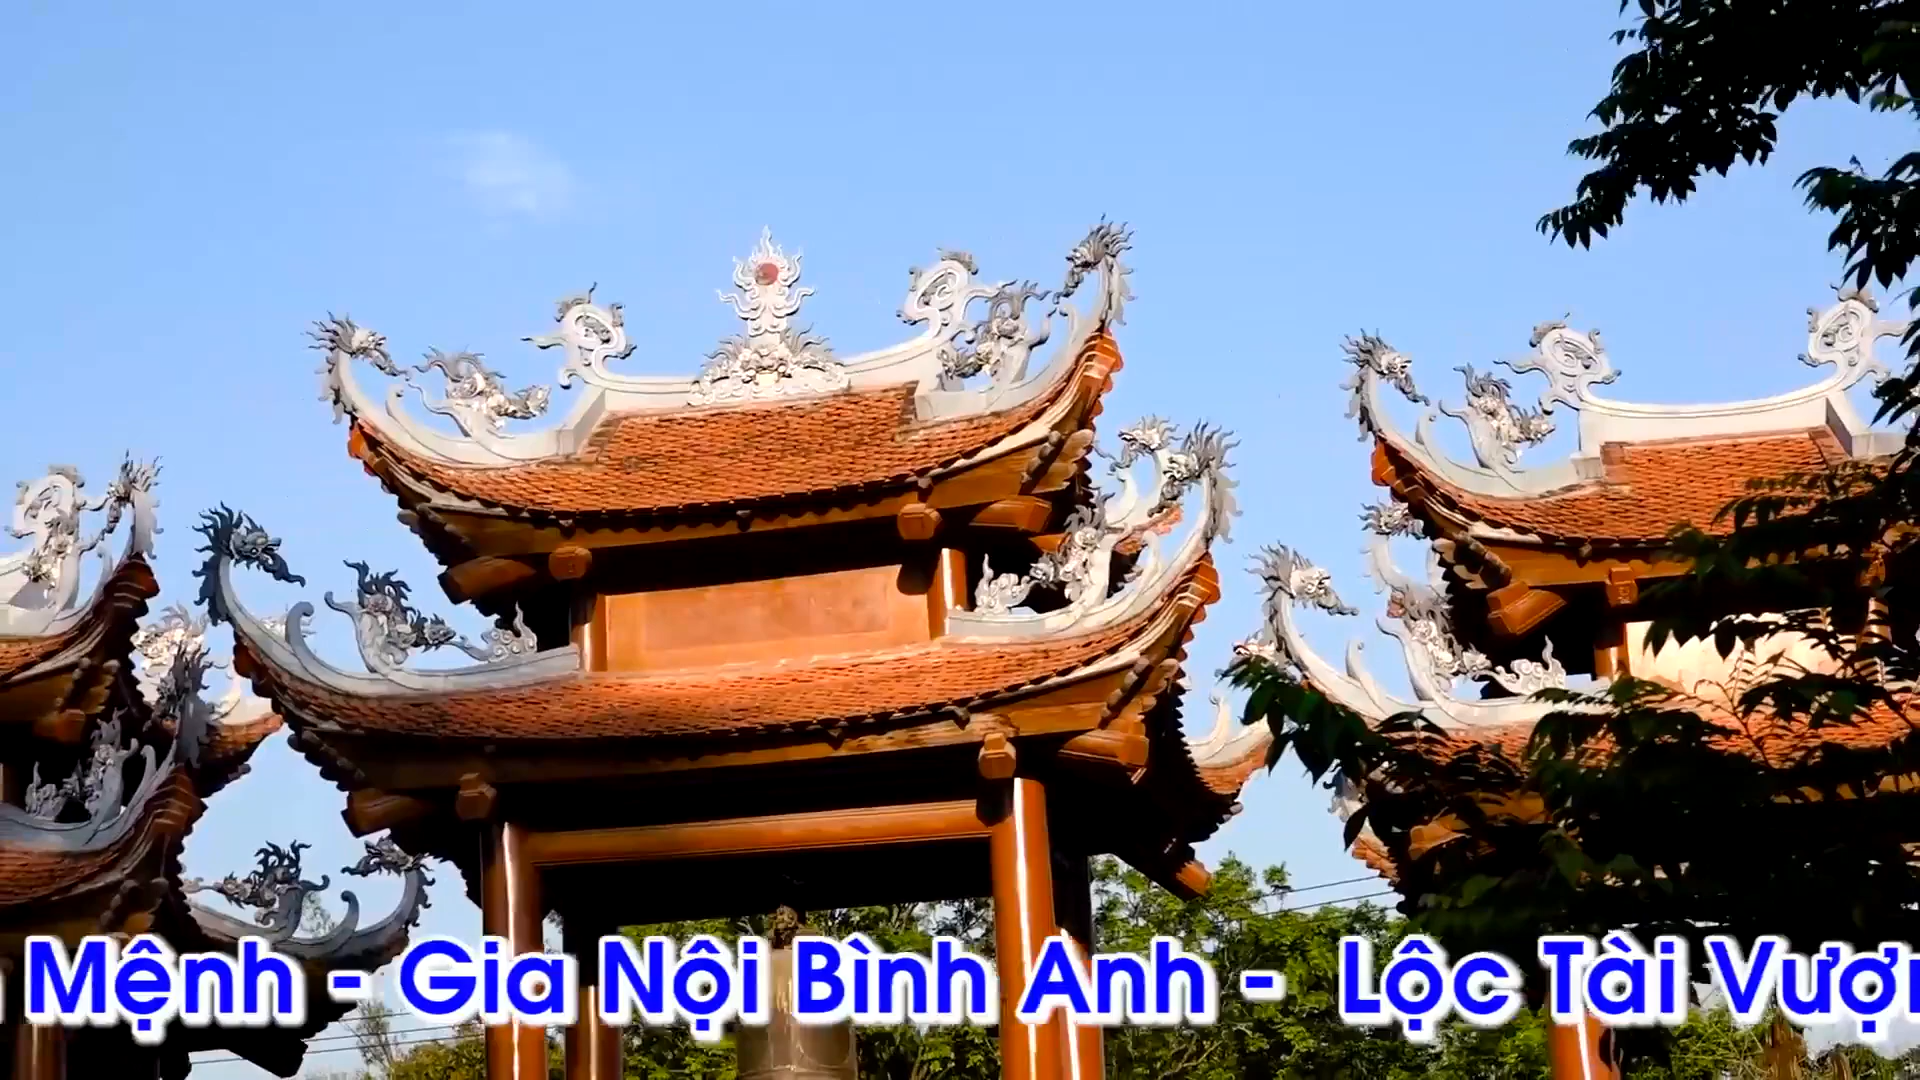 Mệnh - Gia Nội Bình Anh - Lộc Tài